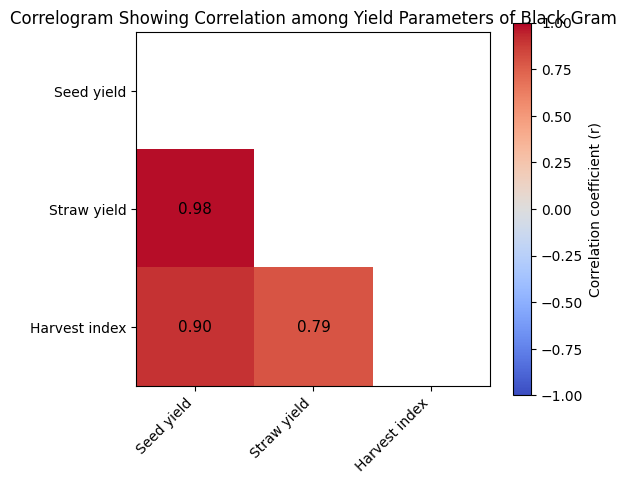 Correlogram Showing Correlation among Yield Parameters of Black Gram
Seed yield
Straw yield
Harvest index
0.98
0.90 0.79
Seed yield
Straw yield
Harvest index
1.00
0.75
0.50
0.25
0.00
−0.25
−0.50
−0.75
−1.00
Correlation coefficient (r)